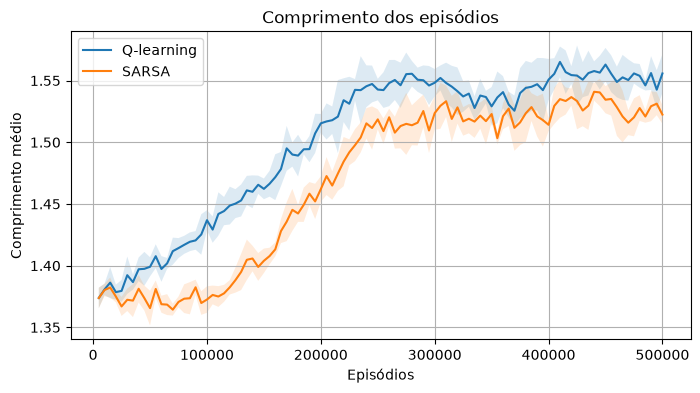 Comprimento dos episódios
Q-learning
SARSA
Comprimento médio
1.55
1.50
1.45
1.40
1.35
0 100000 200000 300000 400000 500000
Episódios